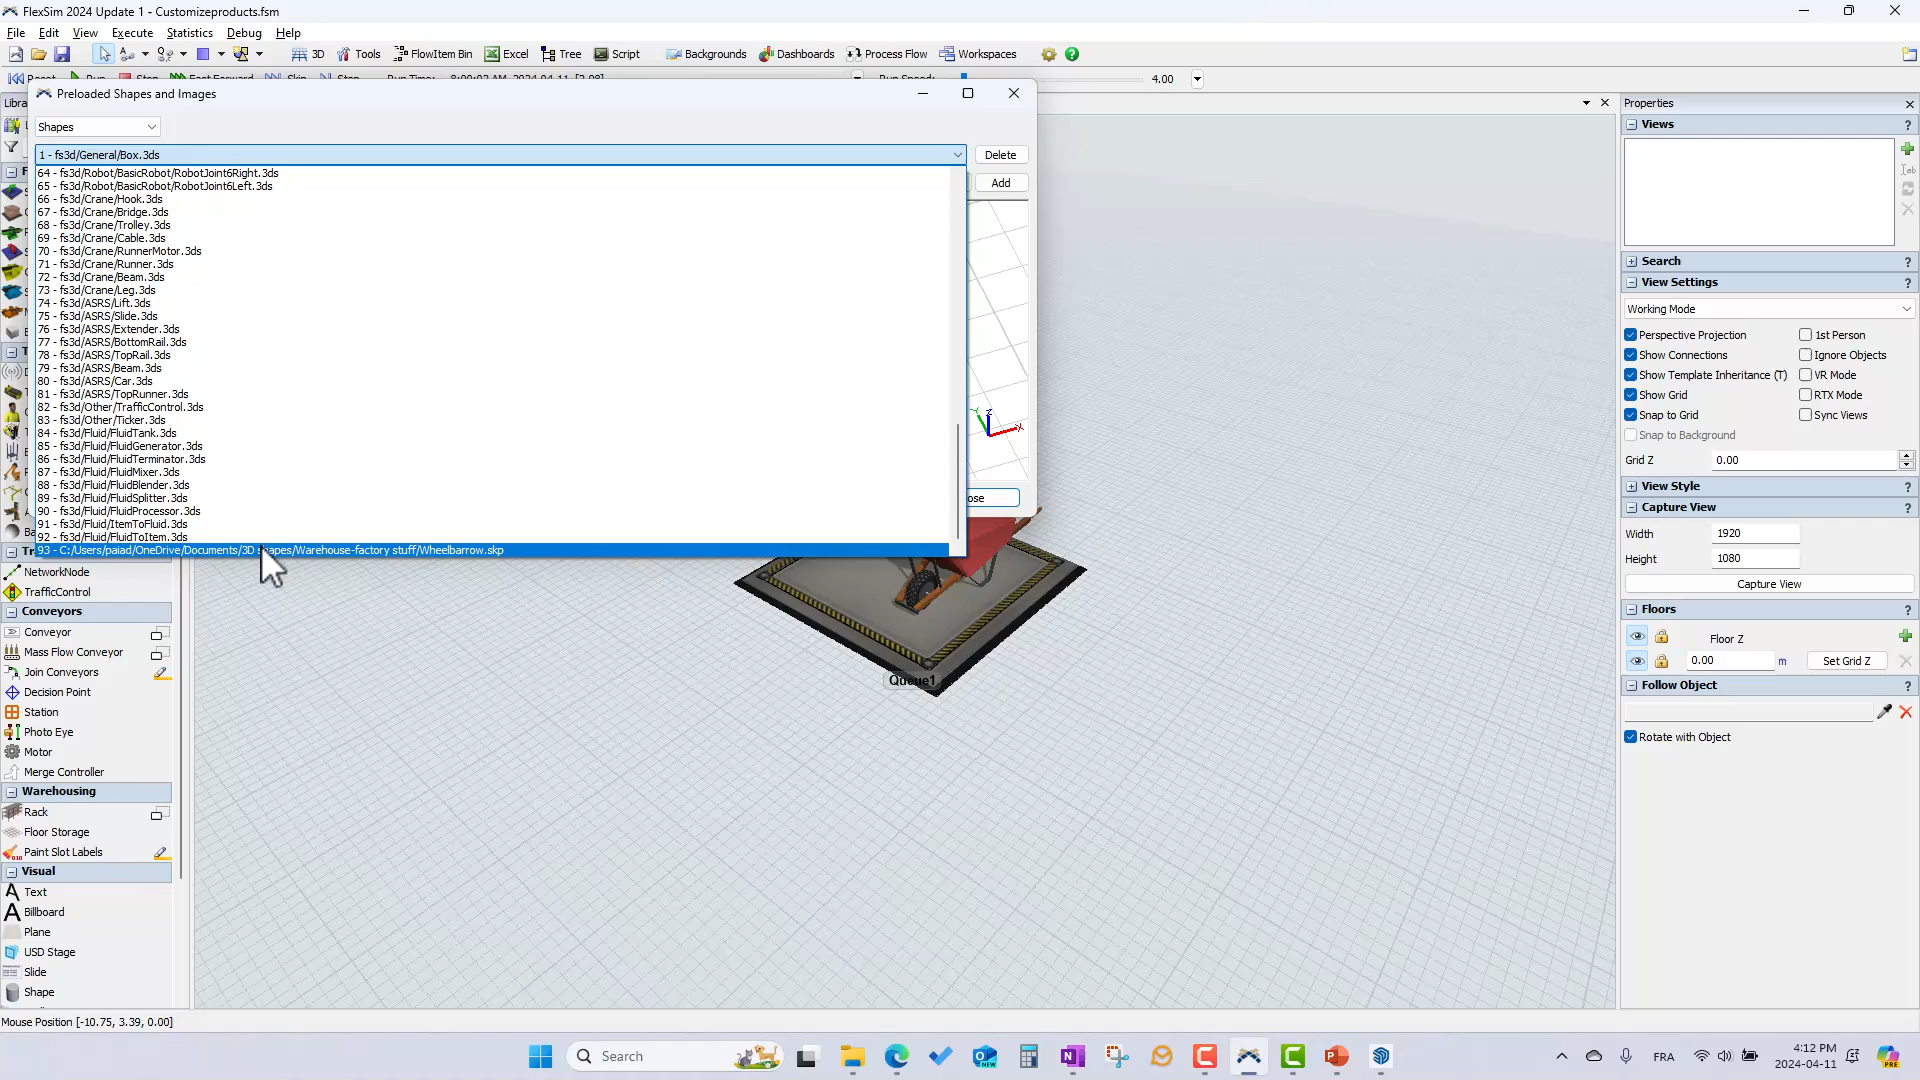 FlexSim 2024 Update 1 - Customizeproducts.fsm
File Edit View Execute Statistics Debug Help
3D Tools FlowItem Bin Excel Tree Script Backgrounds Dashboards Process Flow Workspaces
Reset Run Stop Fast Forward Skip Step Run Time: 8:00:02 AM 2024-04-11 [2.08] Run Speed: 4.00
Preloaded Shapes and Images
Shapes
1 - fs3d/General/Box.3ds
Delete
Add
64 - fs3d/Robot/BasicRobot/RobotJoint6Right.3ds
65 - fs3d/Robot/BasicRobot/RobotJoint6Left.3ds
66 - fs3d/Crane/Hook.3ds
67 - fs3d/Crane/Bridge.3ds
68 - fs3d/Crane/Trolley.3ds
69 - fs3d/Crane/Cable.3ds
70 - fs3d/Crane/RunnerMotor.3ds
71 - fs3d/Crane/Runner.3ds
72 - fs3d/Crane/Beam.3ds
73 - fs3d/Crane/Leg.3ds
74 - fs3d/ASRS/Lift.3ds
75 - fs3d/ASRS/Slide.3ds
76 - fs3d/ASRS/Extender.3ds
77 - fs3d/ASRS/BottomRail.3ds
78 - fs3d/ASRS/TopRail.3ds
79 - fs3d/ASRS/Beam.3ds
80 - fs3d/ASRS/Car.3ds
81 - fs3d/ASRS/TopRunner.3ds
82 - fs3d/Other/TrafficControl.3ds
83 - fs3d/Other/Ticker.3ds
84 - fs3d/Fluid/FluidTank.3ds
85 - fs3d/Fluid/FluidGenerator.3ds
86 - fs3d/Fluid/FluidTerminator.3ds
87 - fs3d/Fluid/FluidMixer.3ds
88 - fs3d/Fluid/FluidBlender.3ds
89 - fs3d/Fluid/FluidSplitter.3ds
90 - fs3d/Fluid/FluidProcessor.3ds
91 - fs3d/Fluid/ItemToFluid.3ds
92 - fs3d/Fluid/FluidToItem.3ds
93 - C:/Users/paiad/OneDrive/Documents/3D shapes/Warehouse-factory stuff/Wheelbarrow.skp
Z
Y
X
ose
NetworkNode
TrafficControl
Conveyors
Conveyor
Mass Flow Conveyor
Join Conveyors
Decision Point
Station
Photo Eye
Motor
Merge Controller
Warehousing
Rack
Floor Storage
Paint Slot Labels
Visual
Text
Billboard
Plane
USD Stage
Slide
Shape
Queue1
Properties
Views ?
Search ?
View Settings ?
Working Mode
Perspective Projection 1st Person
Show Connections Ignore Objects
Show Template Inheritance (T) VR Mode
Show Grid RTX Mode
Snap to Grid Sync Views
Snap to Background
Grid Z 0.00
View Style ?
Capture View ?
Width 1920
Height 1080
Capture View
Floors ?
Floor Z
0.00 m Set Grid Z
Follow Object ?
Rotate with Object
Mouse Position [-10.75, 3.39, 0.00]
Search
FRA
4:12 PM
2024-04-11